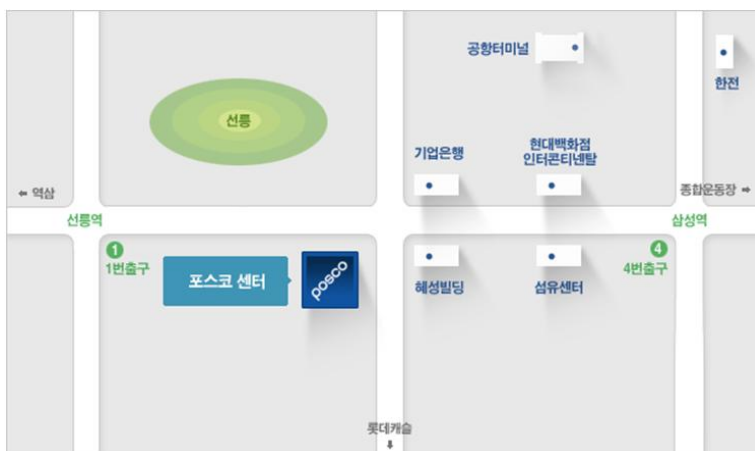 공항터미널
한전
선릉
기업은행
현대백화점
인터콘티넨탈
← 역삼
종합운동장 →
선릉역
삼성역
1
1번출구
포스코 센터
posco
혜성빌딩
섬유센터
4
4번출구
롯데캐슬
↓